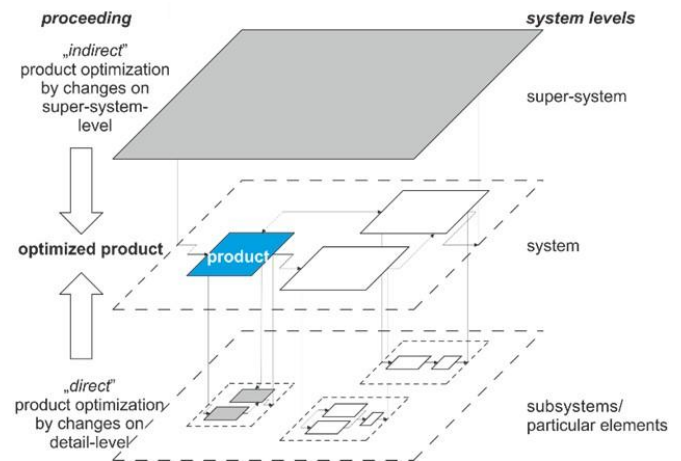 proceeding
system levels
„indirect"
product optimization
by changes on
super-system-
level
super-system
optimized product
product
system
„direct"
product optimization
by changes on
detail-level
subsystems/
particular elements